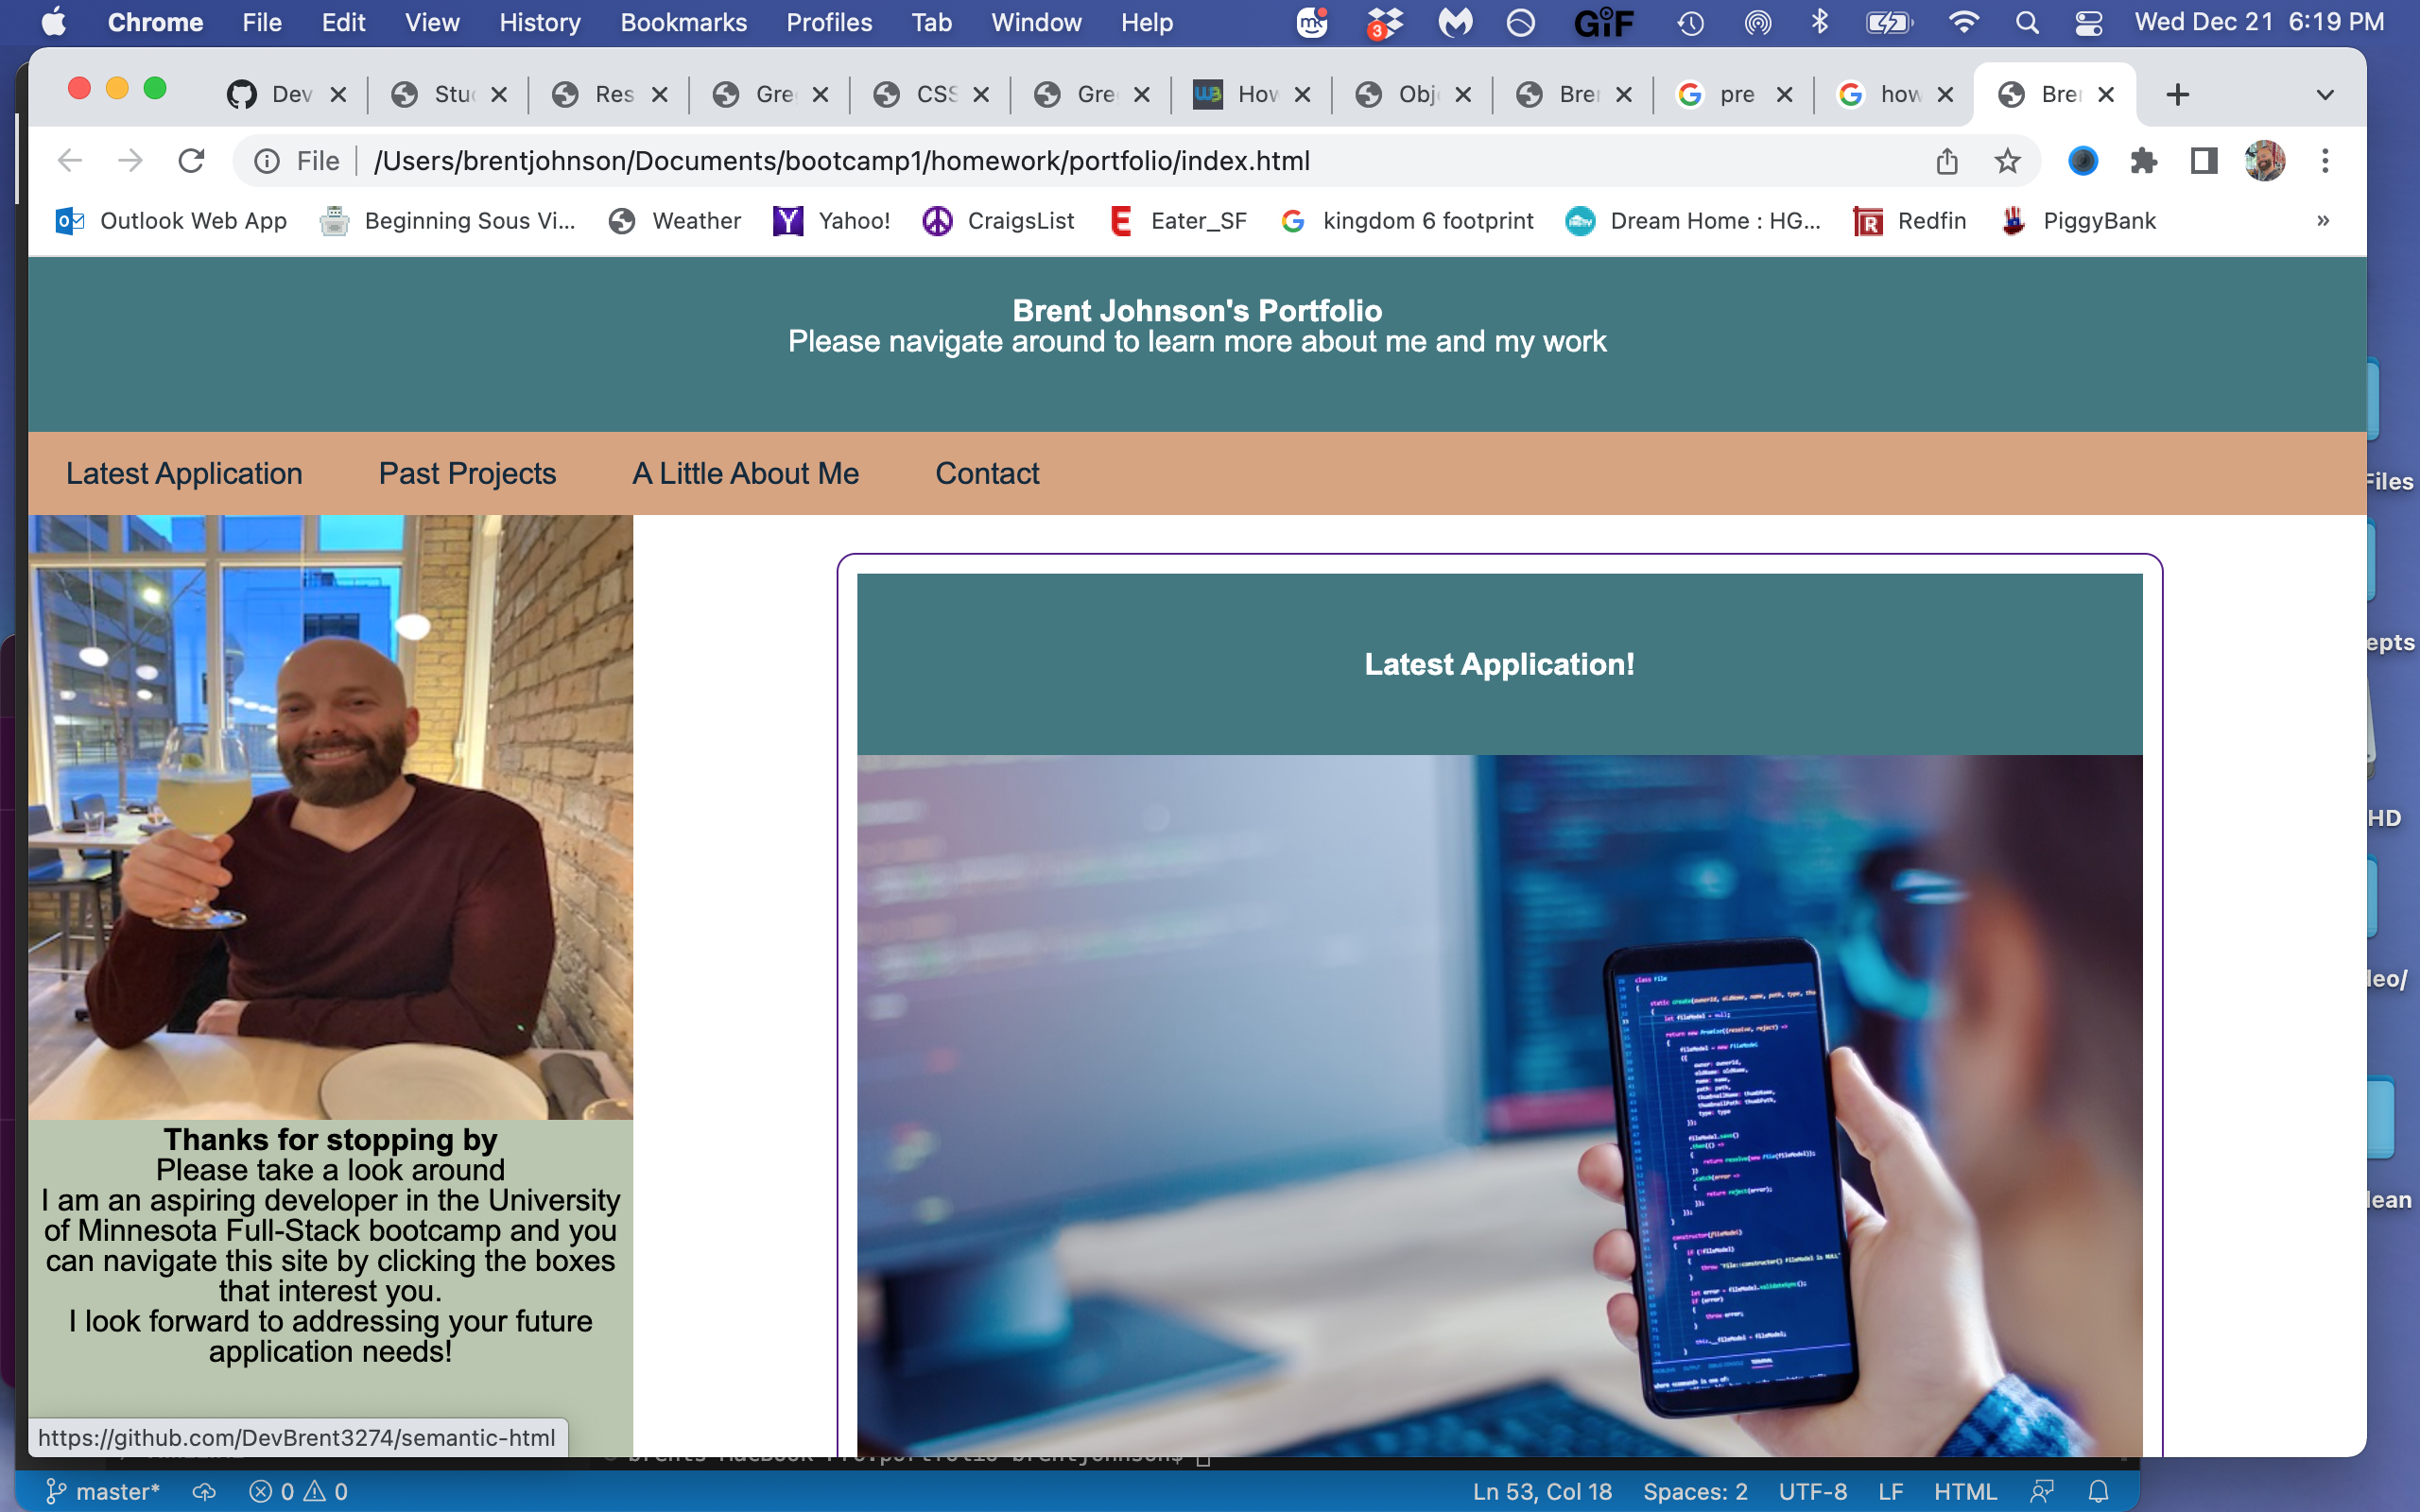 Chrome File Edit View History Bookmarks Profiles Tab Window Help 3 GIF Wed Dec 21 6:19 PM
Dev Stu Res Gre CSS Gre How Obj Bre pre how Bre
File /Users/brentjohnson/Documents/bootcamp1/homework/portfolio/index.html
Outlook Web App Beginning Sous Vi... Weather Yahoo! CraigsList Eater_SF kingdom 6 footprint Dream Home : HG... Redfin PiggyBank »
Brent Johnson's Portfolio
Please navigate around to learn more about me and my work
Latest Application Past Projects A Little About Me Contact
Files
epts
HD
leo/
lean
Latest Application!
Thanks for stopping by
Please take a look around
I am an aspiring developer in the University
of Minnesota Full-Stack bootcamp and you
can navigate this site by clicking the boxes
that interest you.
I look forward to addressing your future
application needs!
https://github.com/DevBrent3274/semantic-html
master* 0 0 Ln 53, Col 18 Spaces: 2 UTF-8 LF HTML